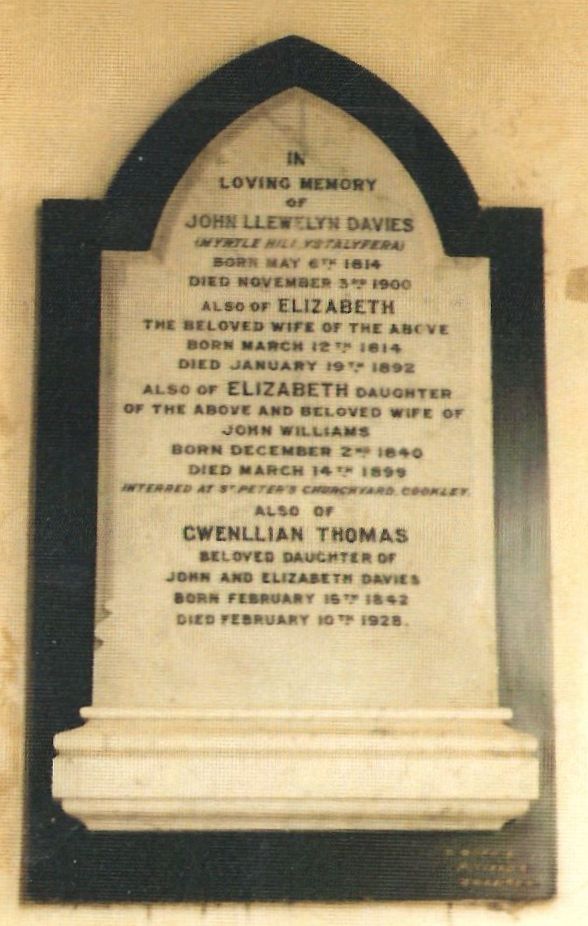 IN
LOVING MEMORY
OF
JOHN LLEWELYN DAVIES
(MYRTLE HILL, YSTALYFERA)
BORN MAY 6TH 1814
DIED NOVEMBER 3RD 1900
ALSO OF ELIZABETH
THE BELOVED WIFE OF THE ABOVE
BORN MARCH 12TH 1814
DIED JANUARY 19TH 1892
ALSO OF ELIZABETH DAUGHTER
OF THE ABOVE AND BELOVED WIFE OF
JOHN WILLIAMS
BORN DECEMBER 2ND 1840
DIED MARCH 14TH 1899
INTERRED AT ST. PETER'S CHURCHYARD, COOKLEY.
ALSO OF
GWENLLIAN THOMAS
BELOVED DAUGHTER OF
JOHN AND ELIZABETH DAVIES
BORN FEBRUARY 15TH 1842
DIED FEBRUARY 10TH 1928.